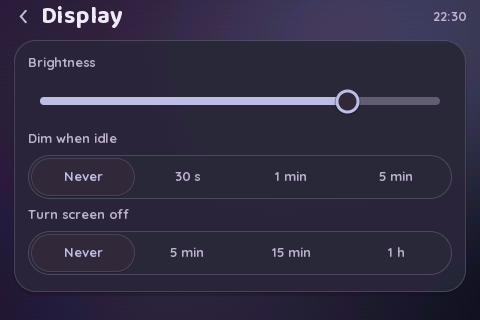 Display
22:30
Brightness
Dim when idle
Never 30 s 1 min 5 min
Turn screen off
Never 5 min 15 min 1 h